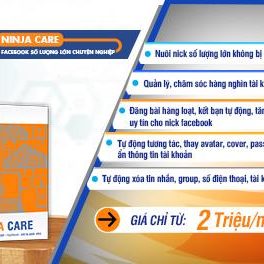 NINJA CARE
FACEBOOK SỐ LƯỢNG LỚN CHUYÊN NGHIỆP
Nuôi nick số lượng lớn không bị
Quản lý, chăm sóc hàng nghìn tài k
Đăng bài hàng loạt, kết bạn tự động, tăn
uy tín cho nick facebook
Tự động tương tác, thay avatar, cover, pas
ẩn thông tin tài khoản
Tự động xóa tin nhắn, group, số điện thoại, tài k
GIÁ CHỈ TỪ: 2 Triệu/n
JA CARE